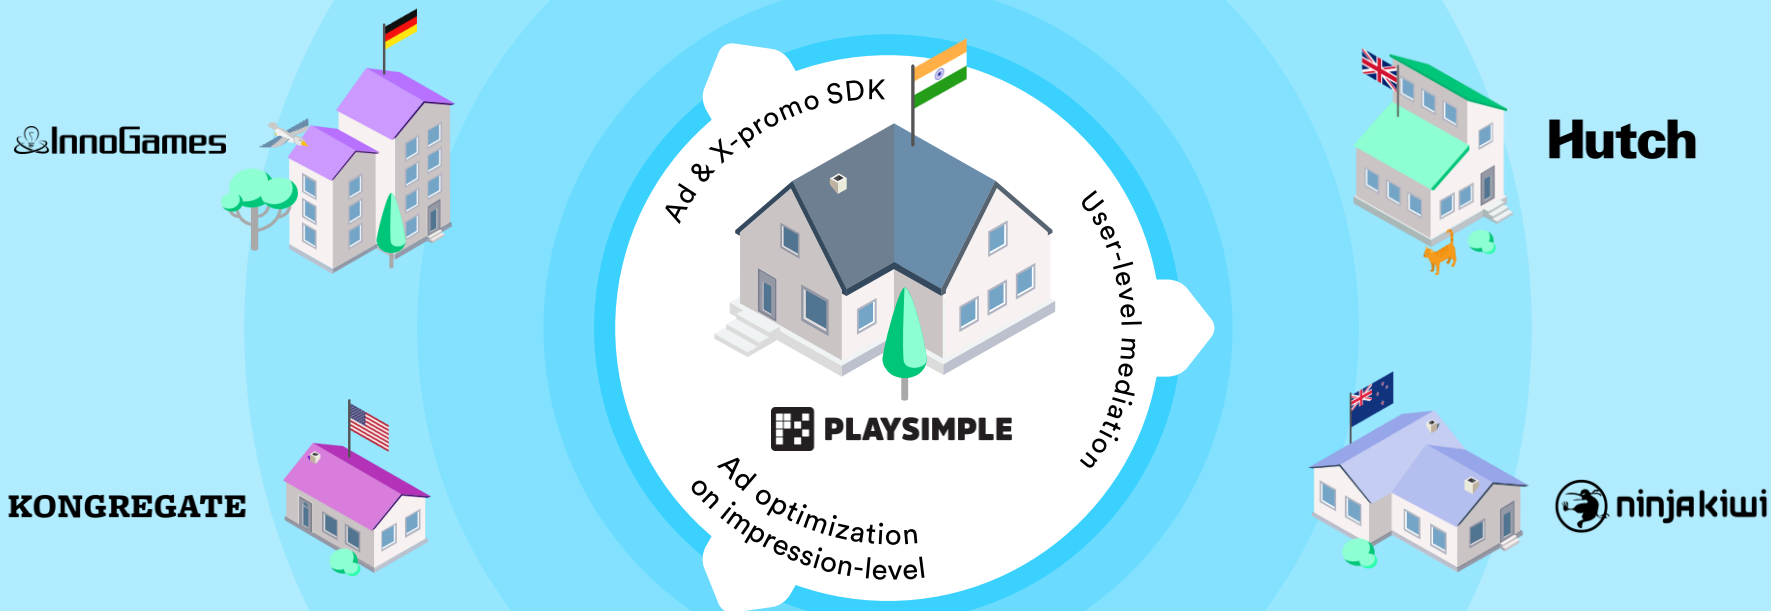 InnoGames
KONGREGATE
Ad & X-promo SDK
User-level mediation
PLAYSIMPLE
Ad optimization
on impression-level
Hutch
ninjakiwi